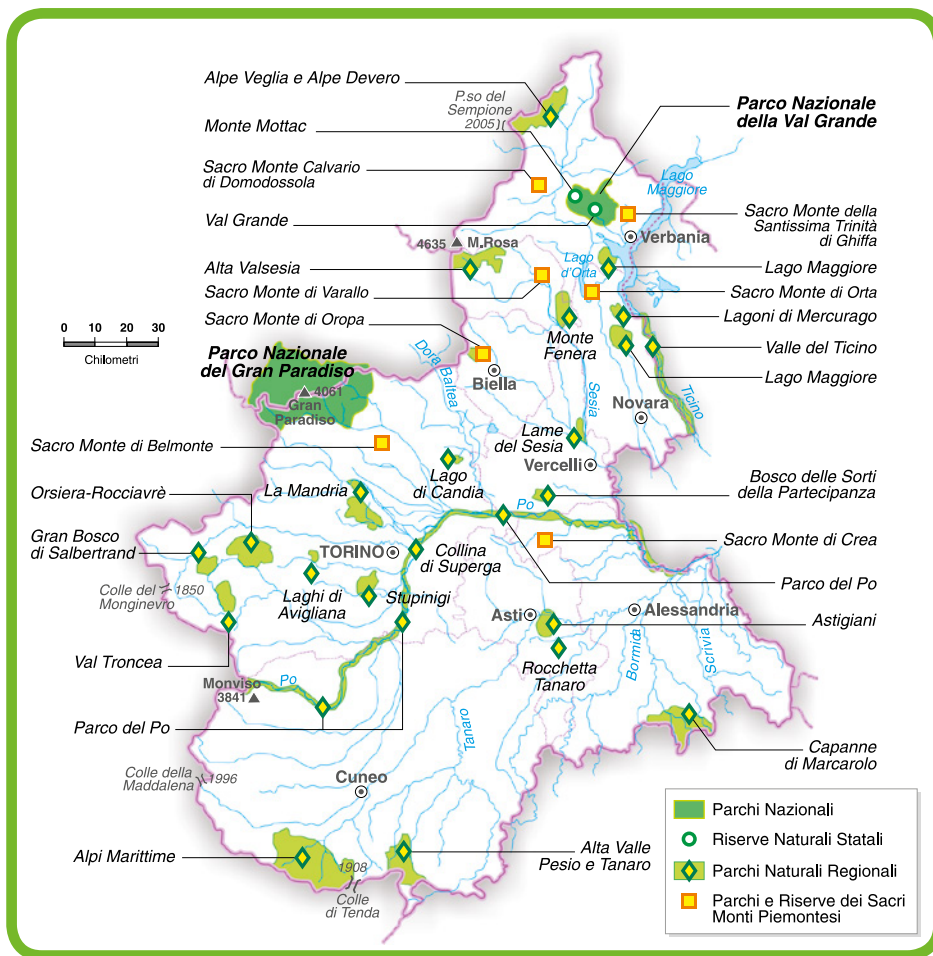 Alpe Veglia e Alpe Devero
P.so del
Sempione
2005
Parco Nazionale
della Val Grande
Monte Mottac
Sacro Monte Calvario
di Domodossola
Lago
Maggiore
Val Grande
Sacro Monte della
Santissima Trinità
di Ghiffa
Verbania
4635
M.Rosa
Alta Valsesia
Lago
d'Orta
Lago Maggiore
Sacro Monte di Varallo
Sacro Monte di Orta
Sacro Monte di Oropa
Lagoni di Mercurago
Monte
Fenera
Valle del Ticino
Lago Maggiore
0 10 20 30
Chilometri
Parco Nazionale
del Gran Paradiso
4061
Gran
Paradiso
Dora Baltea
Biella
Sesia
Novara
Ticino
Sacro Monte di Belmonte
Lame
del Sesia
Vercelli
Lago
di Candia
Orsiera-Rocciavrè
La Mandria
Bosco delle Sorti
della Partecipanza
Po
Gran Bosco
di Salbertrand
TORINO
Collina
di Superga
Sacro Monte di Crea
Colle del
Monginevro
1850
Laghi di
Avigliana
Stupinigi
Parco del Po
Asti
Alessandria
Astigiani
Val Troncea
Rocchetta
Tanaro
Bormida
Scrivia
Monviso
3841
Po
Parco del Po
Tanaro
Capanne
di Marcarolo
Colle della
Maddalena
1996
Cuneo
Alpi Marittime
1908
Colle
di Tenda
Alta Valle
Pesio e Tanaro
Parchi Nazionali
Riserve Naturali Statali
Parchi Naturali Regionali
Parchi e Riserve dei Sacri
Monti Piemontesi